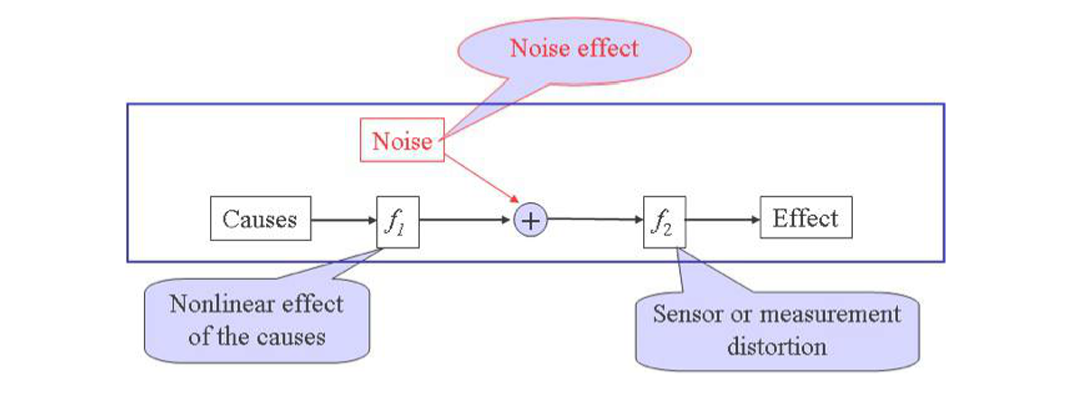 Noise effect
Noise
Causes
f1
+
f2
Effect
Nonlinear effect
of the causes
Sensor or measurement
distortion